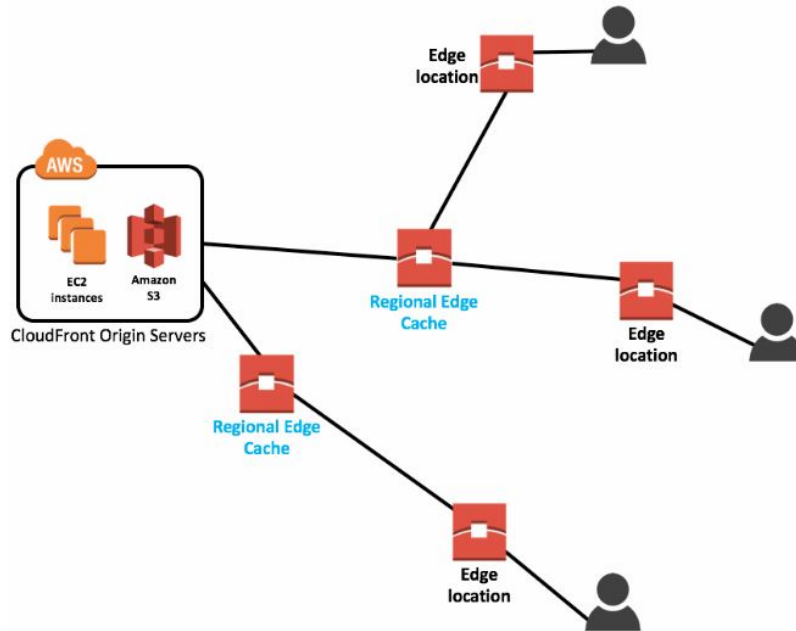 Edge
location
AWS
EC2
instances
Amazon
S3
CloudFront Origin Servers
Regional Edge
Cache
Edge
location
Regional Edge
Cache
Edge
location